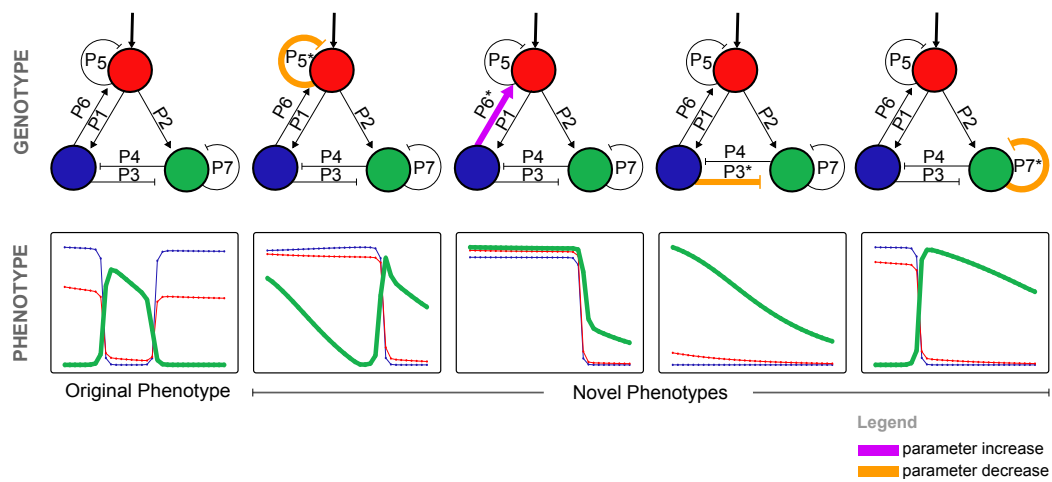 GENOTYPE
P5
P6
P1
P2
P4
P3
P7
P5*
P6
P1
P2
P4
P3
P7
P5
P6*
P1
P2
P4
P3
P7
P5
P6
P1
P2
P4
P3*
P7
P5
P6
P1
P2
P4
P3
P7*
PHENOTYPE
Original Phenotype
Novel Phenotypes
Legend
parameter increase
parameter decrease